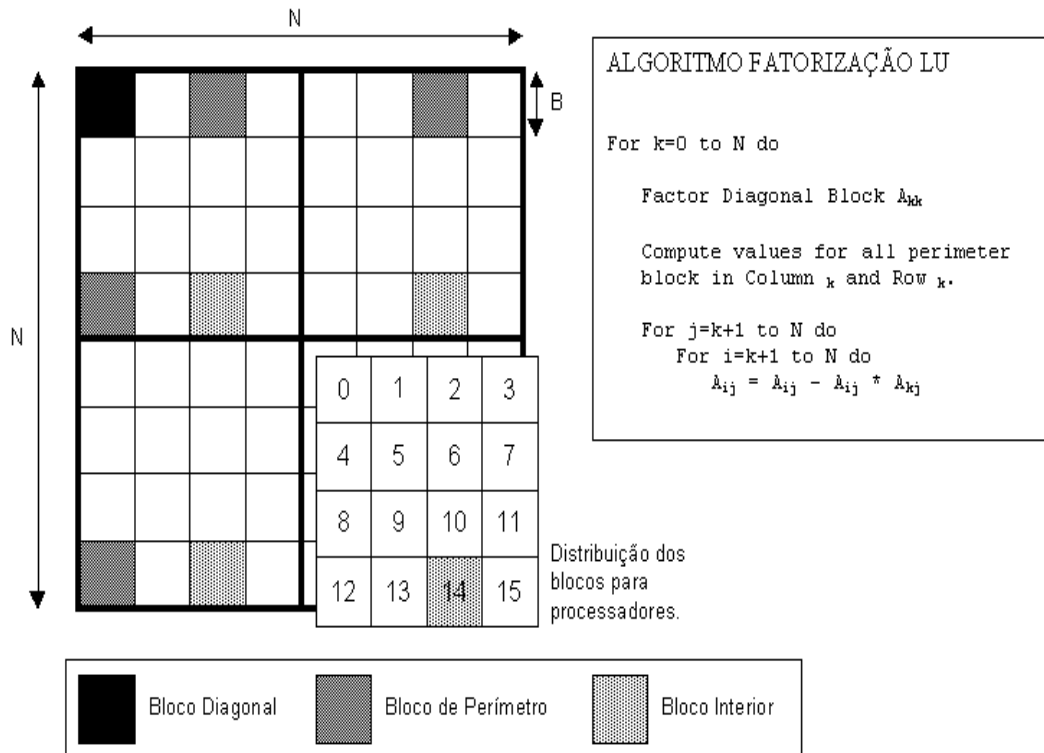 N
N
B
ALGORITMO FATORIZAÇÃO LU
For k=0 to N do
Factor Diagonal Block Akk
Compute values for all perimeter
block in Column k and Row k.
For j=k+1 to N do
For i=k+1 to N do
Aij = Aij - Aij * Akj
0 1 2 3
4 5 6 7
8 9 10 11
12 13 14 15
Distribuição dos
blocos para
processadores.
Bloco Diagonal
Bloco de Perímetro
Bloco Interior